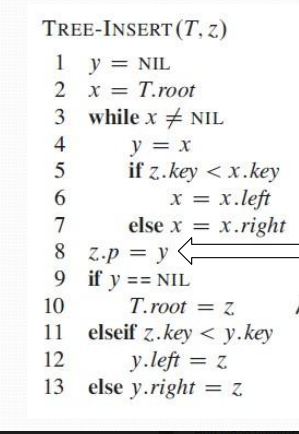 TREE-INSERT(T, z)
1 y = NIL
2 x = T.root
3 while x ≠ NIL
4 y = x
5 if z.key < x.key
6 x = x.left
7 else x = x.right
8 z.p = y
9 if y == NIL
10 T.root = z
11 elseif z.key < y.key
12 y.left = z
13 else y.right = z